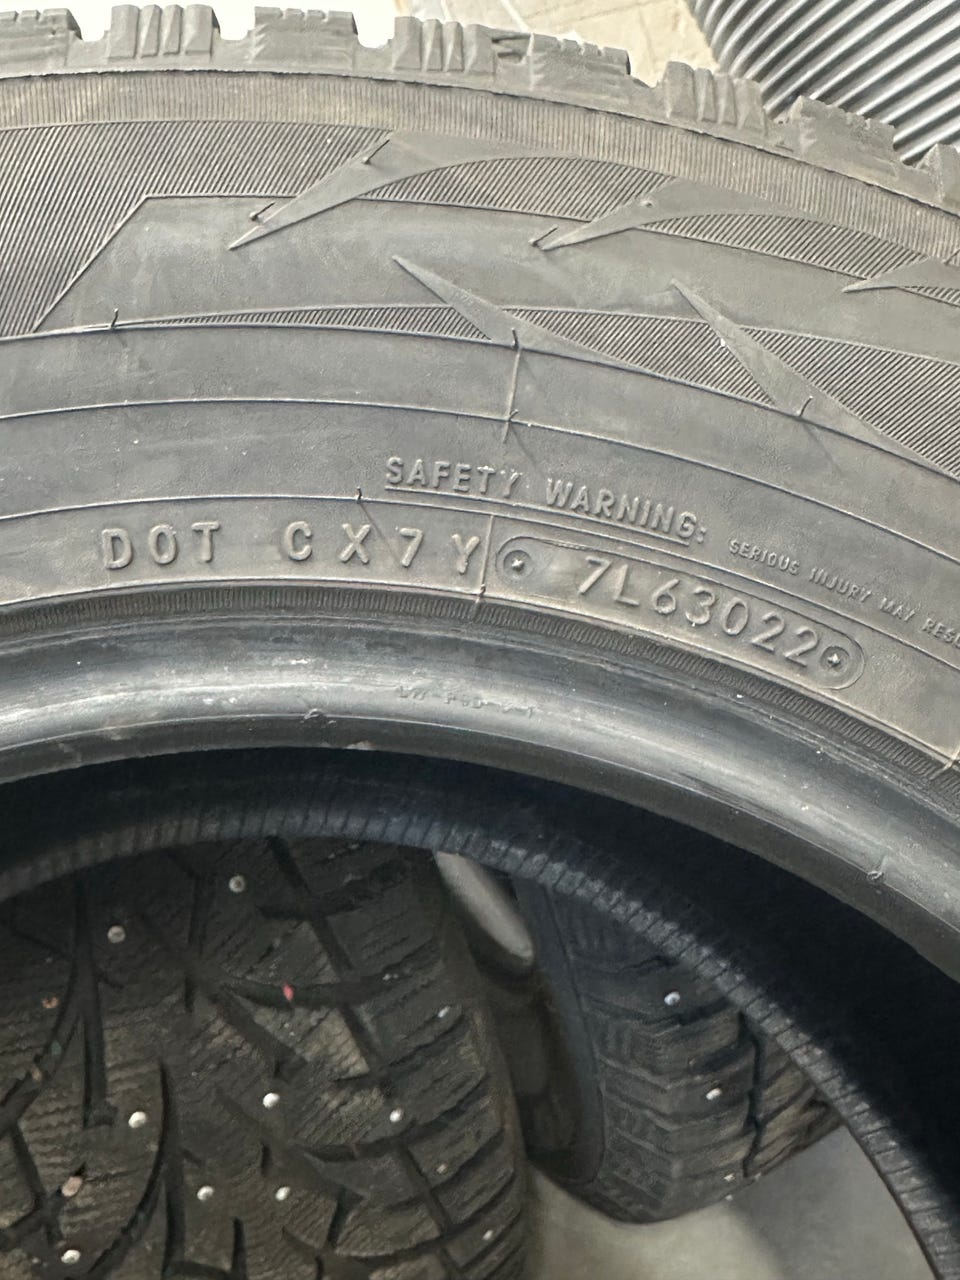 SAFETY WARNING: SERIOUS INJURY MAY
DOT CX7Y 7L63022